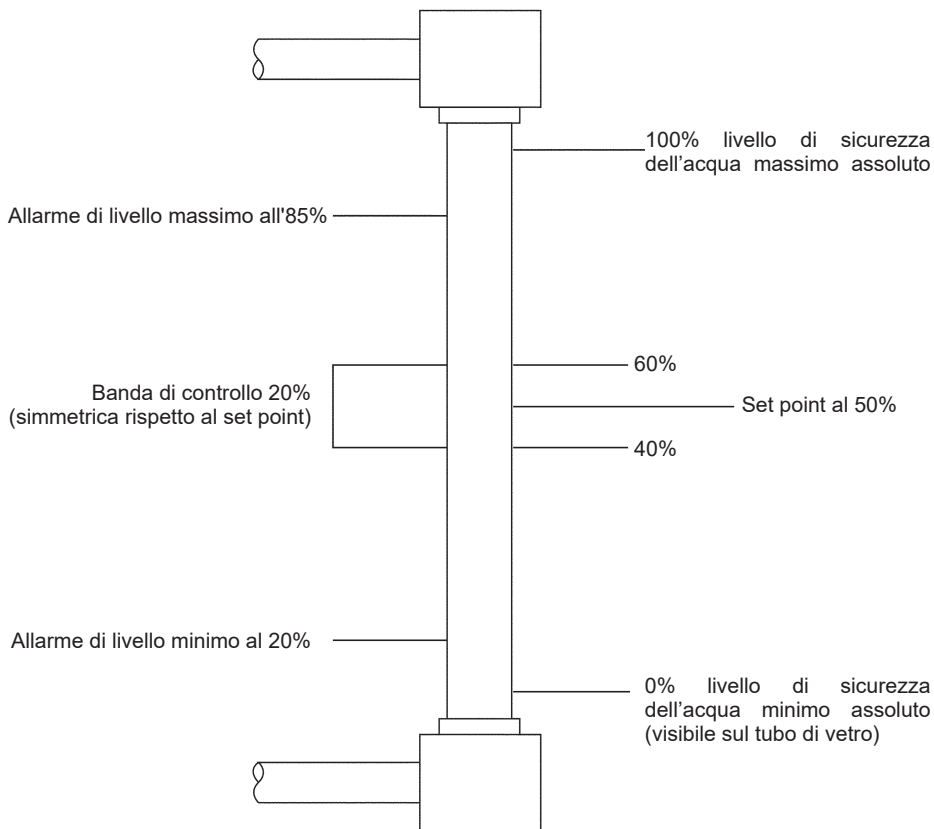 100% livello di sicurezza
dell'acqua massimo assoluto
Allarme di livello massimo all'85%
60%
Banda di controllo 20%
(simmetrica rispetto al set point)
Set point al 50%
40%
Allarme di livello minimo al 20%
0% livello di sicurezza
dell'acqua minimo assoluto
(visibile sul tubo di vetro)